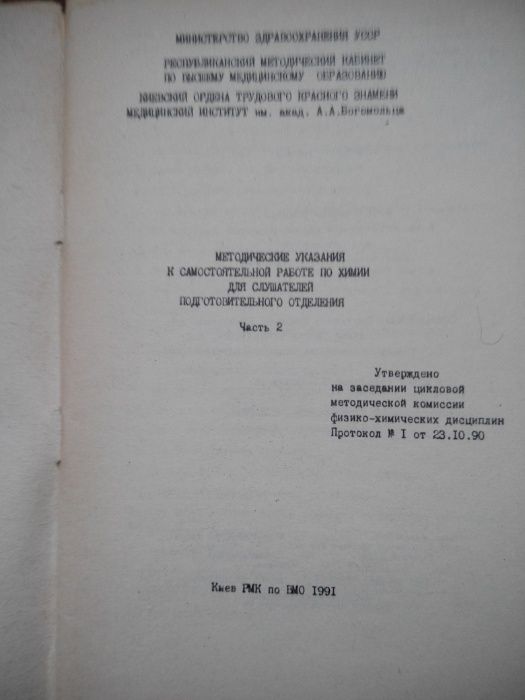 МИНИСТЕРСТВО ЗДРАВООХРАНЕНИЯ УССР
РЕСПУБЛИКАНСКИЙ МЕТОДИЧЕСКИЙ КАБИНЕТ
ПО ВЫСШЕМУ МЕДИЦИНСКОМУ ОБРАЗОВАНИЮ
КИЕВСКИЙ ОРДЕНА ТРУДОВОГО КРАСНОГО ЗНАМЕНИ
МЕДИЦИНСКИЙ ИНСТИТУТ им. акад. А.А.Богомольца
МЕТОДИЧЕСКИЕ УКАЗАНИЯ
К САМОСТОЯТЕЛЬНОЙ РАБОТЕ ПО ХИМИИ
ДЛЯ СЛУШАТЕЛЕЙ
ПОДГОТОВИТЕЛЬНОГО ОТДЕЛЕНИЯ
Часть 2
Утверждено
на заседании цикловой
методической комиссии
физико-химических дисциплин
Протокол № I от 23.IO.90
Киев РМК по ВМО I99I